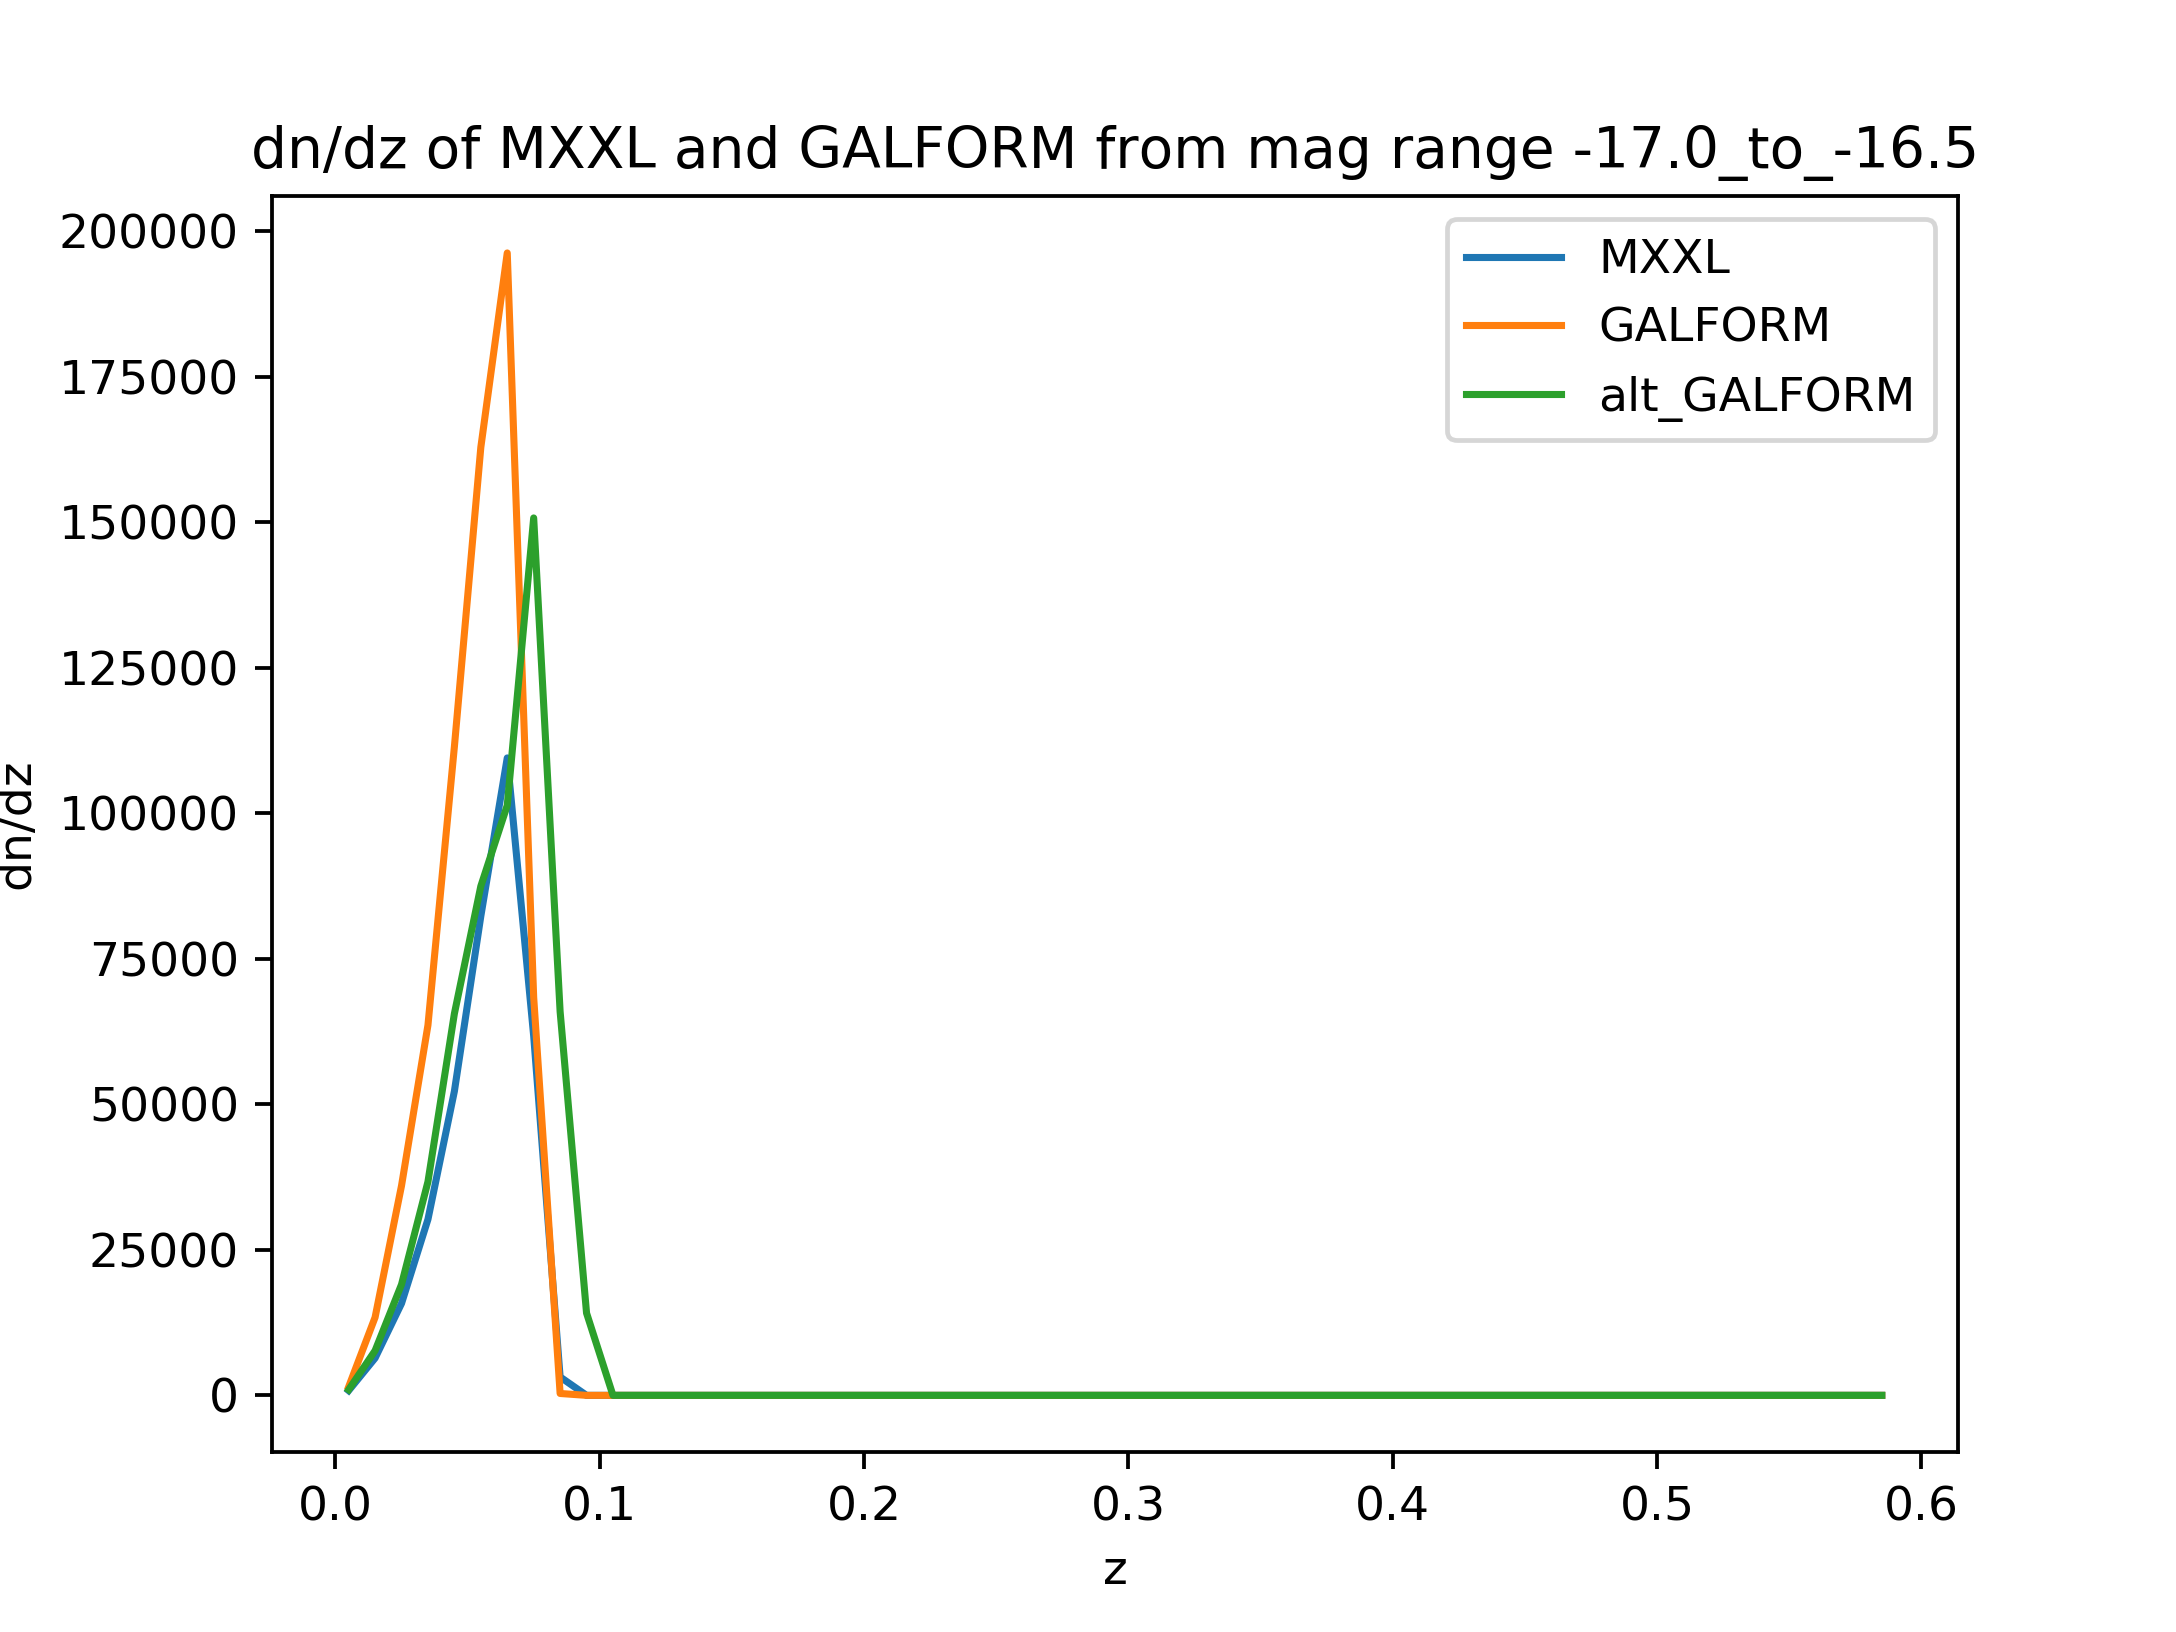 dn/dz of MXXL and GALFORM from mag range -17.0_to_-16.5
MXXL
GALFORM
alt_GALFORM
200000
175000
150000
125000
100000
75000
50000
25000
0
dn/dz
0.0 0.1 0.2 0.3 0.4 0.5 0.6
z